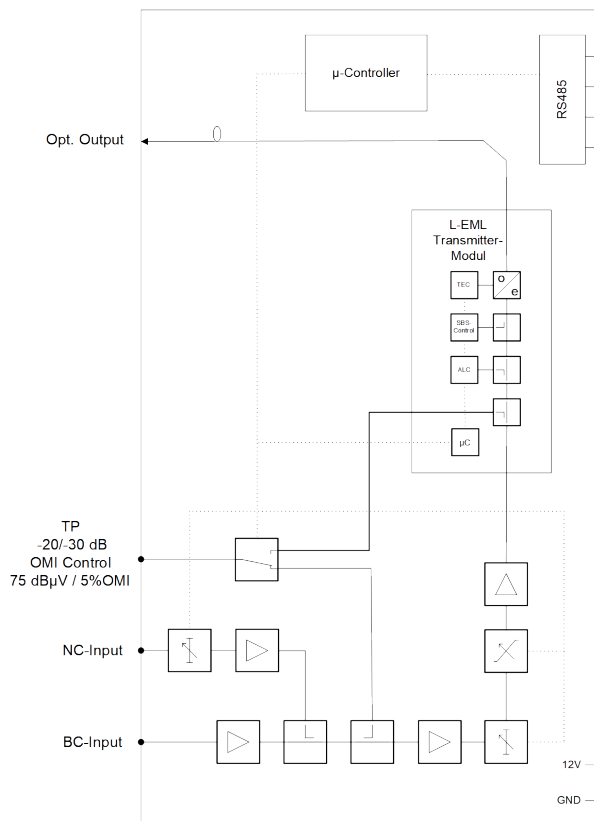 µ-Controller
RS485
Opt. Output
L-EML
Transmitter-
Modul
TEC
o
e
SBS-
Control
ALC
µC
TP
-20/-30 dB
OMI Control
75 dBµV / 5%OMI
NC-Input
BC-Input
12V
GND